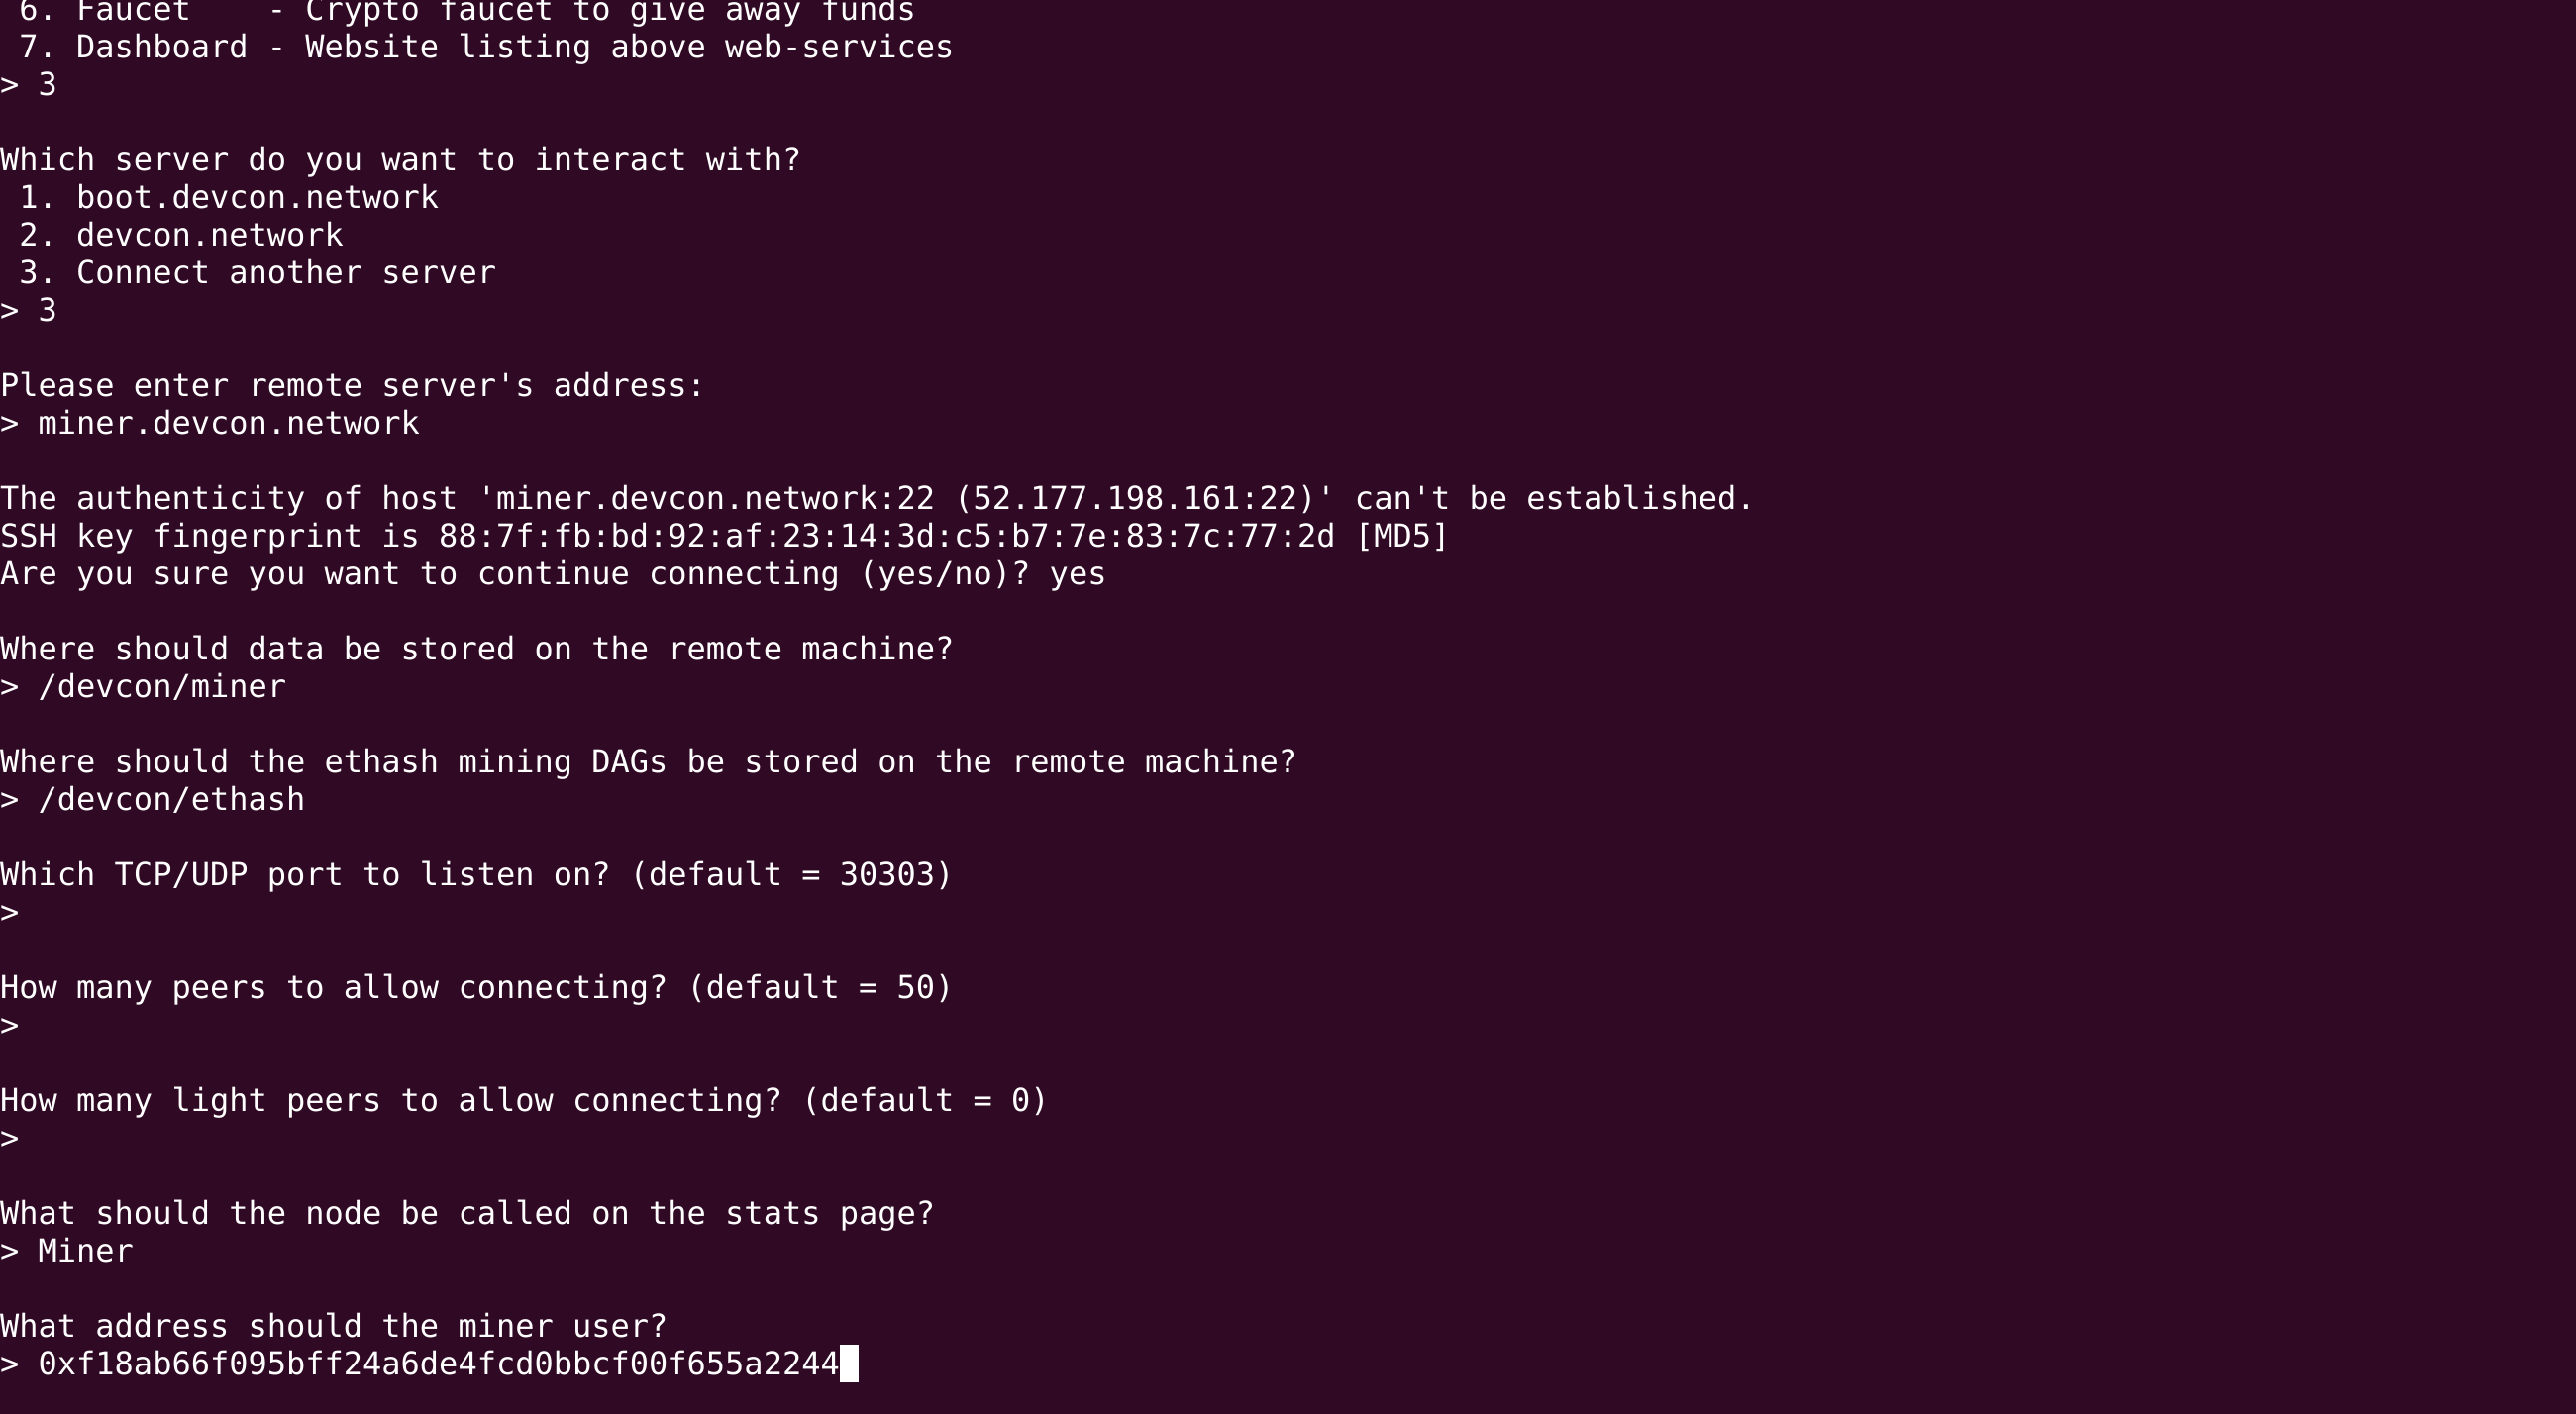 6. Faucet    - Crypto faucet to give away funds
7. Dashboard - Website listing above web-services
> 3
Which server do you want to interact with?
1. boot.devcon.network
2. devcon.network
3. Connect another server
> 3
Please enter remote server's address:
> miner.devcon.network
The authenticity of host 'miner.devcon.network:22 (52.177.198.161:22)' can't be established.
SSH key fingerprint is 88:7f:fb:bd:92:af:23:14:3d:c5:b7:7e:83:7c:77:2d [MD5]
Are you sure you want to continue connecting (yes/no)? yes
Where should data be stored on the remote machine?
> /devcon/miner
Where should the ethash mining DAGs be stored on the remote machine?
> /devcon/ethash
Which TCP/UDP port to listen on? (default = 30303)
>
How many peers to allow connecting? (default = 50)
>
How many light peers to allow connecting? (default = 0)
>
What should the node be called on the stats page?
> Miner
What address should the miner user?
> 0xf18ab66f095bff24a6de4fcd0bbcf00f655a2244